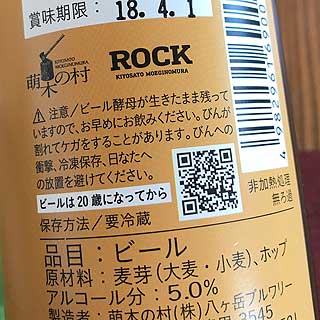 賞味期限:18.4.1
KIYOSATO
MOEGINOMURA
萌木の村
ROCK
KIYOSATO MOEGINOMURA
⚠注意/ビール酵母が生きたまま残って
いますので、お早めにお飲みください。びんが
割れてケガをすることがあります。びんへの
衝撃、冷凍保存、日なたへ
の放置を避けてください。
ビールは20歳になってから
保存方法/要冷蔵
非加熱処理
無ろ過
品目:ビール
原材料:麦芽(大麦・小麦)、ホップ
アルコール分:5.0%
製造者:萌木の村(株)八ヶ岳ブルワリー
3545